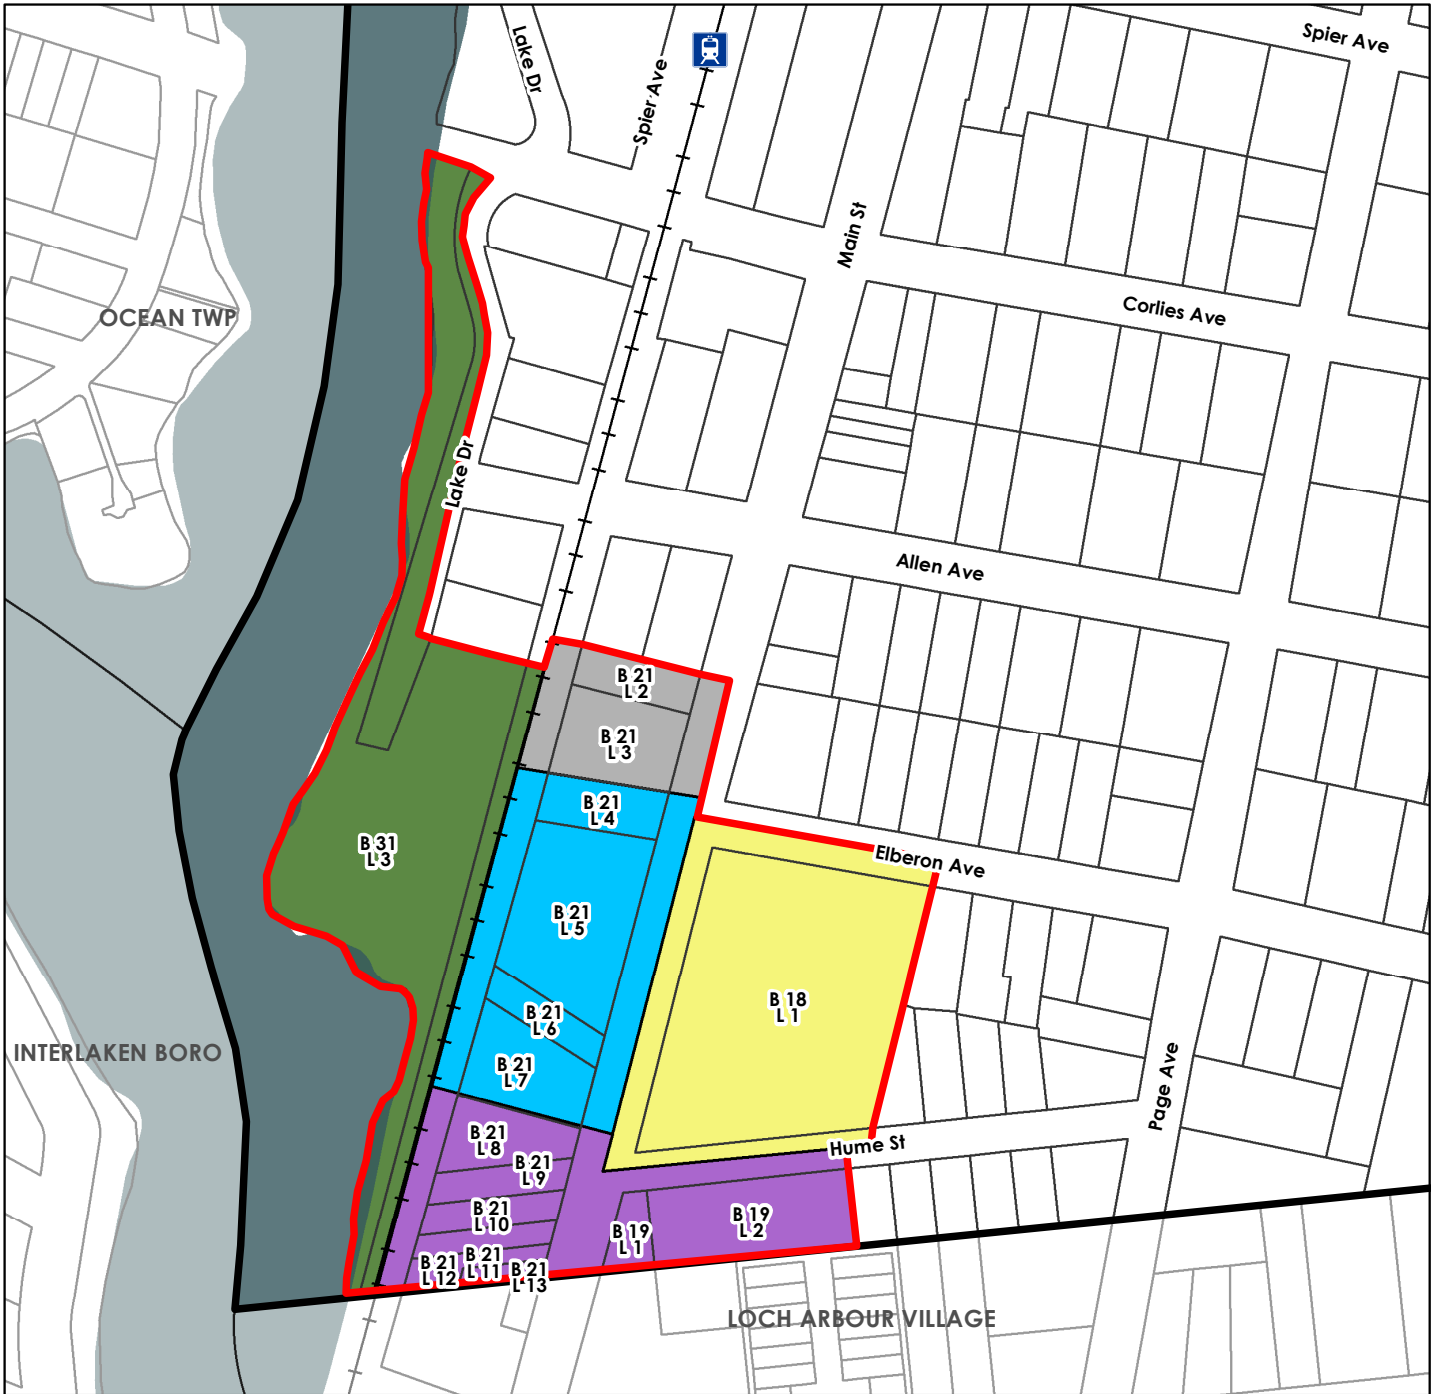 Spier Ave
Lake Dr
Spier Ave
Main St
Corlies Ave
OCEAN TWP
Lake Dr
Allen Ave
B 21
L 2
B 21
L 3
B 21
L 4
B 31
L 3
Elberon Ave
B 21
L 5
B 18
L 1
B 21
L 6
INTERLAKEN BORO
B 21
L 7
Page Ave
B 21
L 8
Hume St
B 21
L 9
B 21
L 10
B 19
L 1
B 19
L 2
B 21
L 12
B 21
L 11
B 21
L 13
LOCH ARBOUR VILLAGE